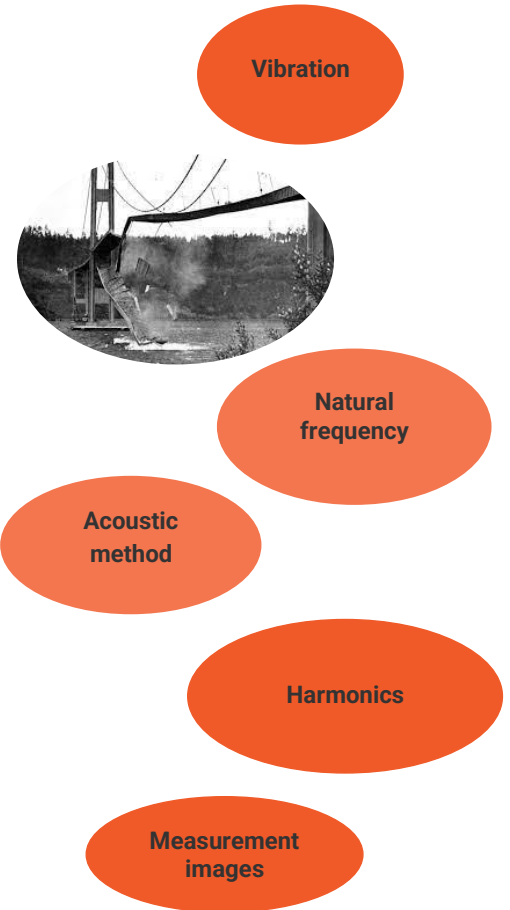 Vibration
Natural
frequency
Acoustic
method
Harmonics
Measurement
images